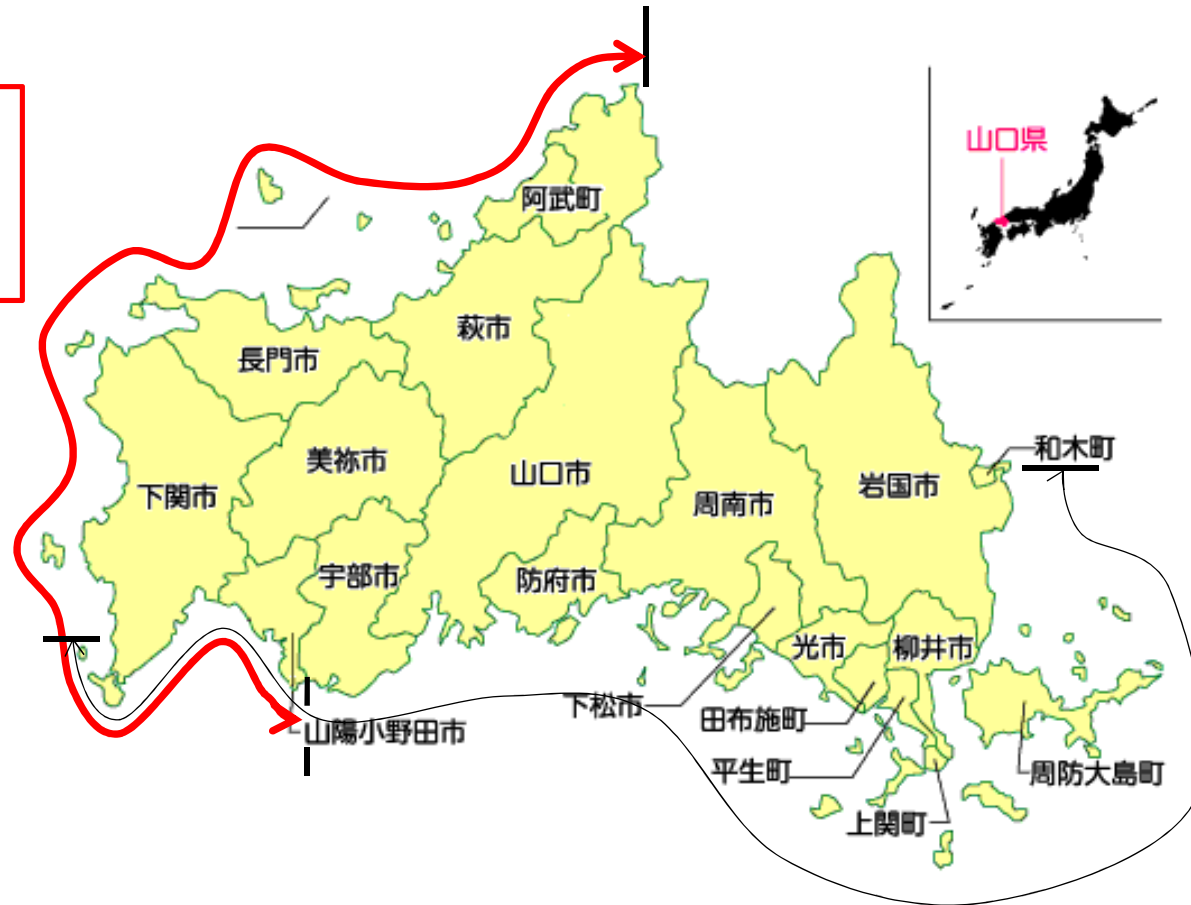 山口県
阿武町
萩市
長門市
和木町
美祢市
山口市
岩国市
下関市
周南市
宇部市
防府市
光市
柳井市
下松市
田布施町
山陽小野田市
平生町
周防大島町
上関町